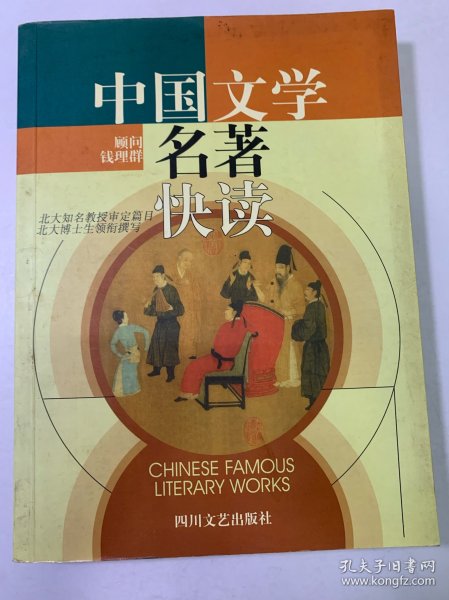 中国文学
顾问
钱理群
名著
快读
北大知名教授审定篇目
北大博士生领衔撰写
CHINESE FAMOUS
LITERARY WORKS
四川文艺出版社
孔夫子旧书网
www.kongfz.com